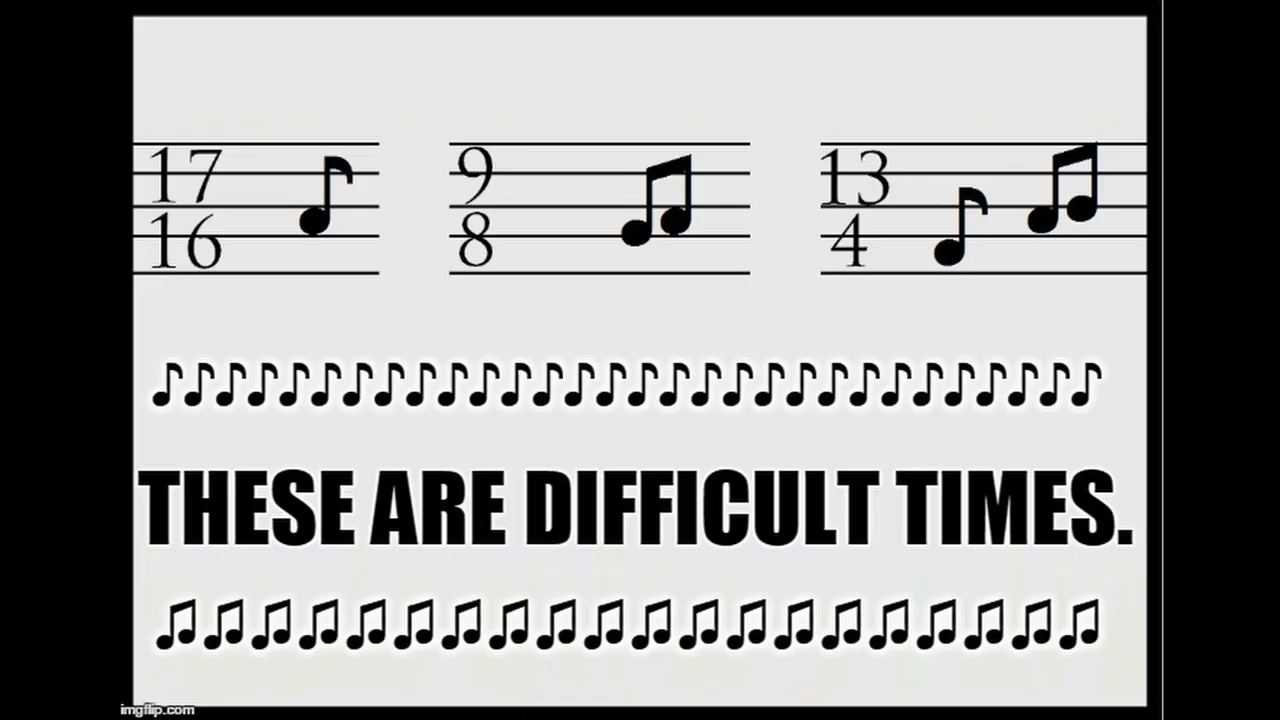 17 9 13
16 8 4
♪♪♪♪♪♪♪♪♪♪♪♪♪♪♪♪♪♪♪♪♪♪♪♪♪♪♪♪♪♪
THESE ARE DIFFICULT TIMES.
♫♫♫♫♫♫♫♫♫♫♫♫♫♫♫♫♫♫♫♫
imgflip.com